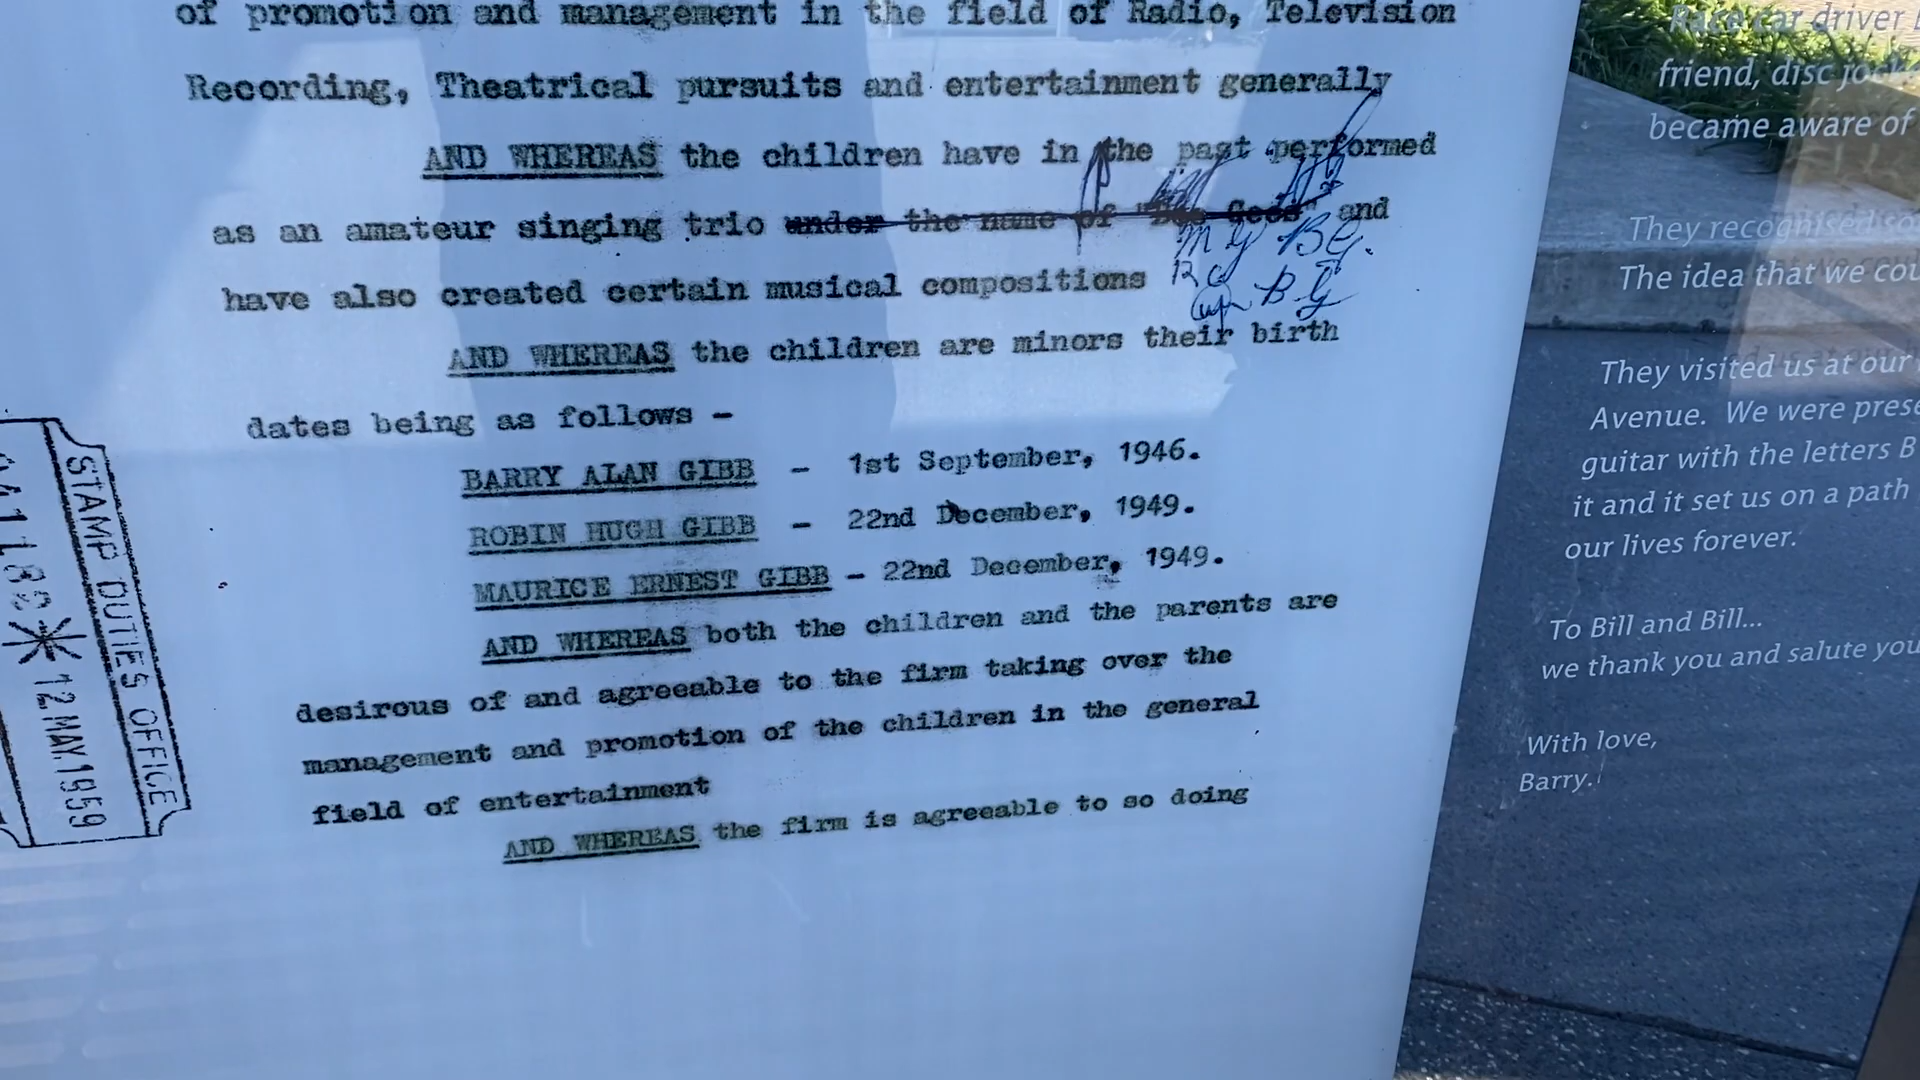 of promotion and management in the field of Radio, Television
Recording, Theatrical pursuits and entertainment generally
AND WHEREAS the children have in the past performed
as an amateur singing trio under the name of "Bee Gees" and
M G B G.
R G
B G
have also created certain musical compositions
AND WHEREAS the children are minors their birth
dates being as follows -
BARRY ALAN GIBB - 1st September, 1946.
ROBIN HUGH GIBB - 22nd December, 1949.
MAURICE ERNEST GIBB - 22nd December, 1949.
AND WHEREAS both the children and the parents are
desirous of and agreeable to the firm taking over the
management and promotion of the children in the general
field of entertainment
AND WHEREAS the firm is agreeable to so doing
STAMP DUTIES OFFICE
12 MAY.1959
Race car driver
friend, disc
became aware of
They recognised
The idea that we
They visited us at our
Avenue. We were
guitar with the letters B
it and it set us on a path
our lives forever.
To Bill and Bill...
we thank you and salute you
With love,
Barry.